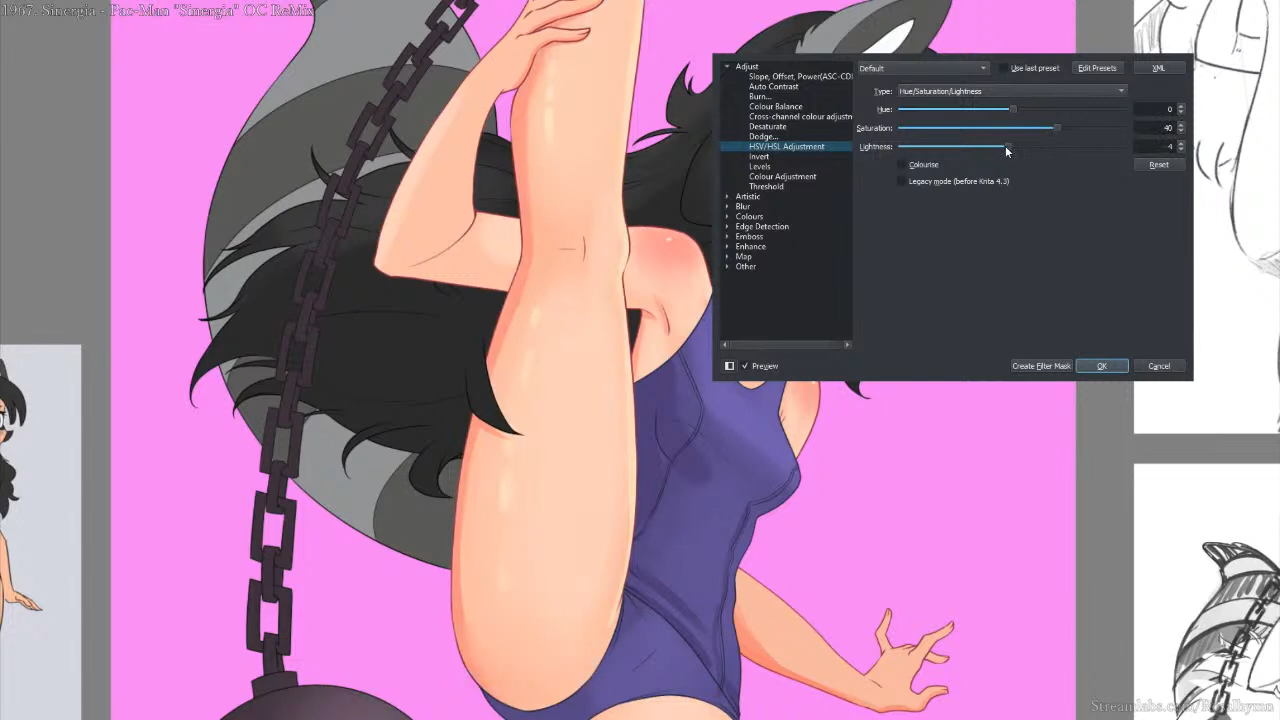 1967. Sinergia - Pac-Man "Sinergia" OC ReMix
Adjust
Slope, Offset, Power(ASC-CD
Auto Contrast
Burn...
Colour Balance
Cross-channel colour adjustm
Desaturate
Dodge...
HSV/HSL Adjustment
Invert
Levels
Colour Adjustment
Threshold
Artistic
Blur
Colours
Edge Detection
Emboss
Enhance
Map
Other
Default
Use last preset
Edit Presets
XML
Type:
Hue/Saturation/Lightness
Hue:
0
Saturation:
40
Lightness:
Reset
Colourise
Legacy mode (before Krita 4.3)
Preview
Create Filter Mask
OK
Cancel